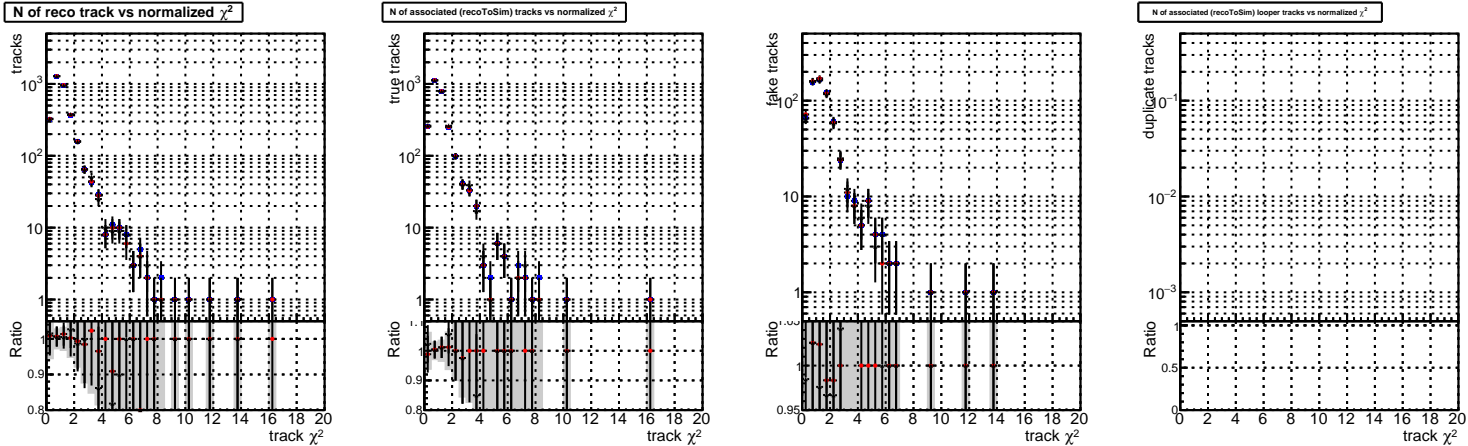 N of reco track vs normalized χ²
tracks
10³
10²
10
1
Ratio
1
0.9
0.8
0 2 4 6 8 10 12 14 16 18 20
track χ²
N of associated (recoToSim) tracks vs normalized χ²
true tracks
10³
10²
10
1
Ratio
1.1
1
0.9
0.8
0 2 4 6 8 10 12 14 16 18 20
track χ²
fake tracks
10²
10
1
Ratio
1.05
1
0.95
0 2 4 6 8 10 12 14 16 18 20
track χ²
N of associated (recoToSim) looper tracks vs normalized χ²
duplicate tracks
10⁻¹
10⁻²
10⁻³
Ratio
1
0.5
0
0 2 4 6 8 10 12 14 16 18 20
track χ²